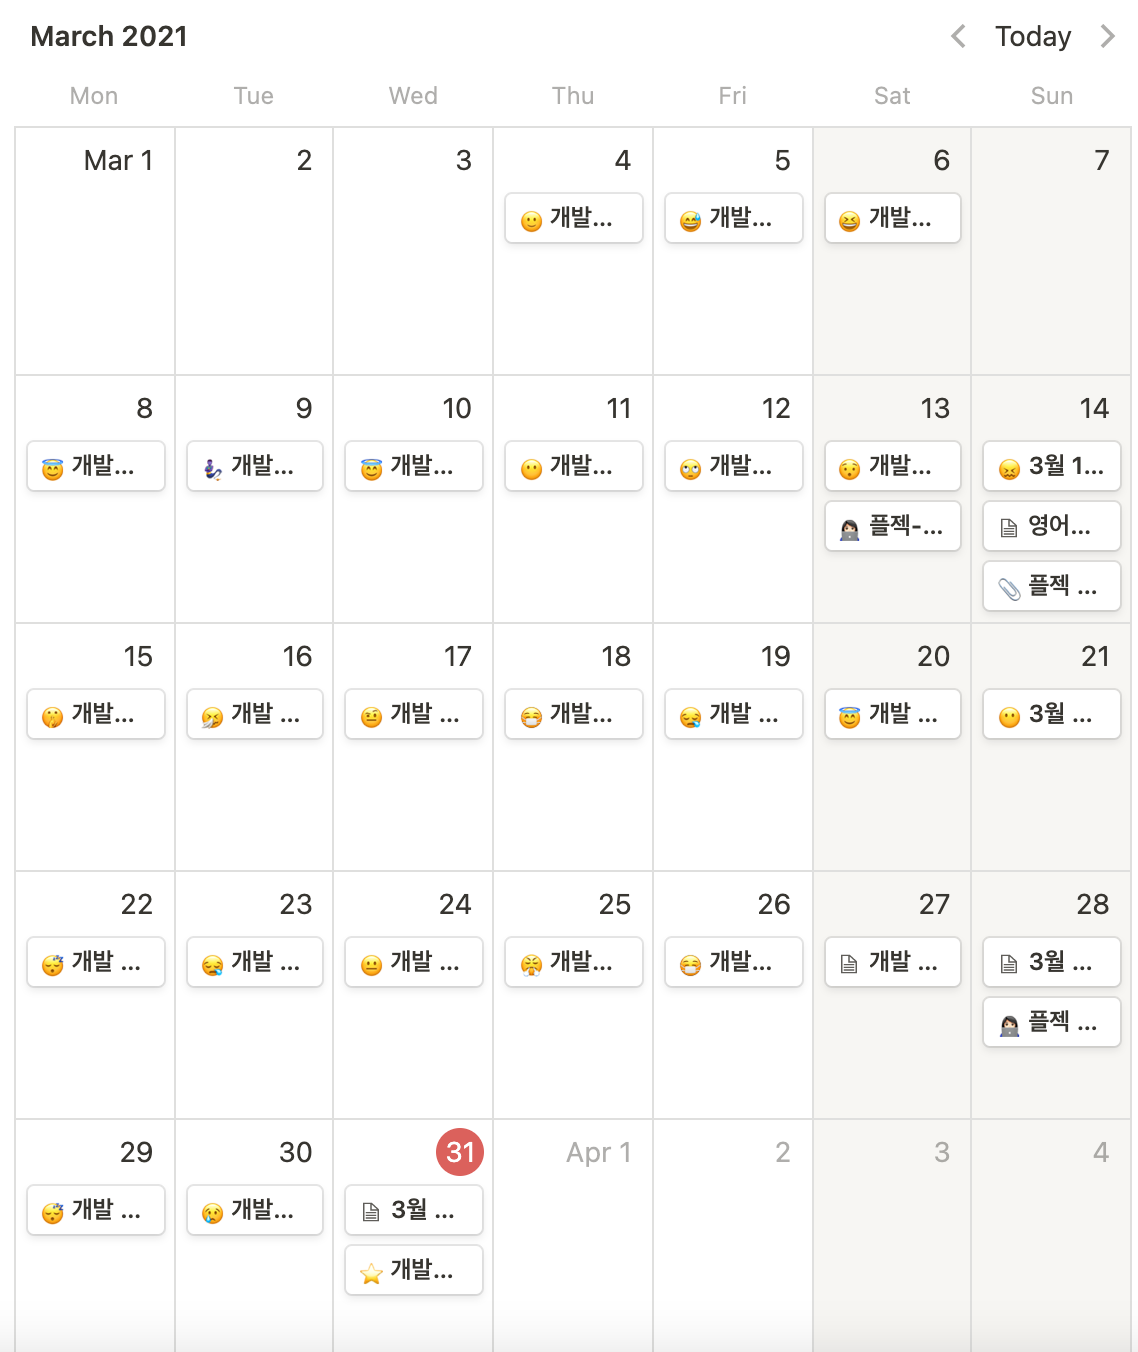 March 2021
Today
Mon Tue Wed Thu Fri Sat Sun
Mar 1 2 3 4 5 6 7
개발... 개발... 개발...
8 9 10 11 12 13 14
개발... 개발... 개발... 개발... 개발... 개발... 3월 1...
플젝-... 영어...
플젝 ...
15 16 17 18 19 20 21
개발... 개발 ... 개발 ... 개발... 개발 ... 개발 ... 3월 ...
22 23 24 25 26 27 28
개발 ... 개발 ... 개발 ... 개발... 개발... 개발 ... 3월 ...
플젝 ...
29 30 31 Apr 1 2 3 4
개발 ... 개발... 3월 ...
개발...